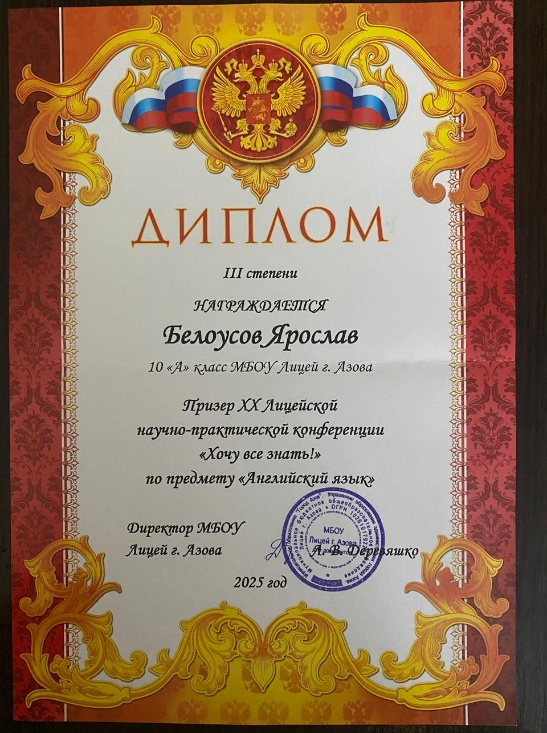 ДИПЛОМ
III степени
НАГРАЖДАЕТСЯ
Белоусов Ярослав
10 «А» класс МБОУ Лицей г. Азова
Призер XX Лицейской
научно-практической конференции
«Хочу все знать!»
по предмету «Английский язык»
Директор МБОУ
Лицей г. Азова
А. В. Деревяшко
МБОУ
Лицей г. Азова
2025 год